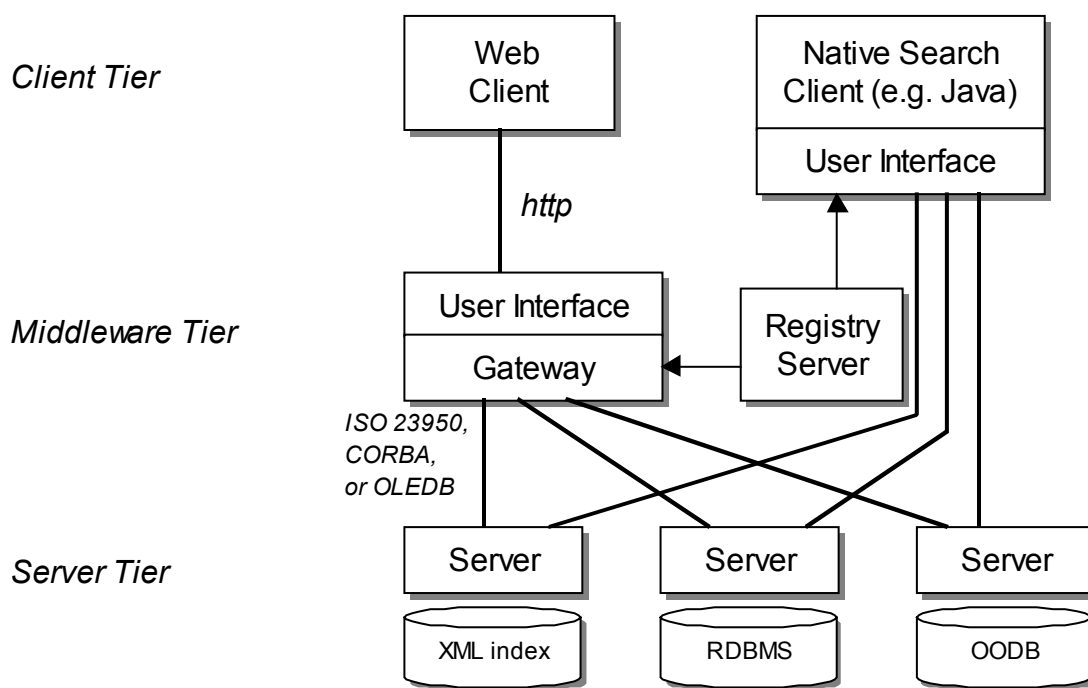 Client Tier
Web
Client
Native Search
Client (e.g. Java)
User Interface
http
Middleware Tier
User Interface
Gateway
Registry
Server
ISO 23950,
CORBA,
or OLEDB
Server Tier
Server
Server
Server
XML index
RDBMS
OODB